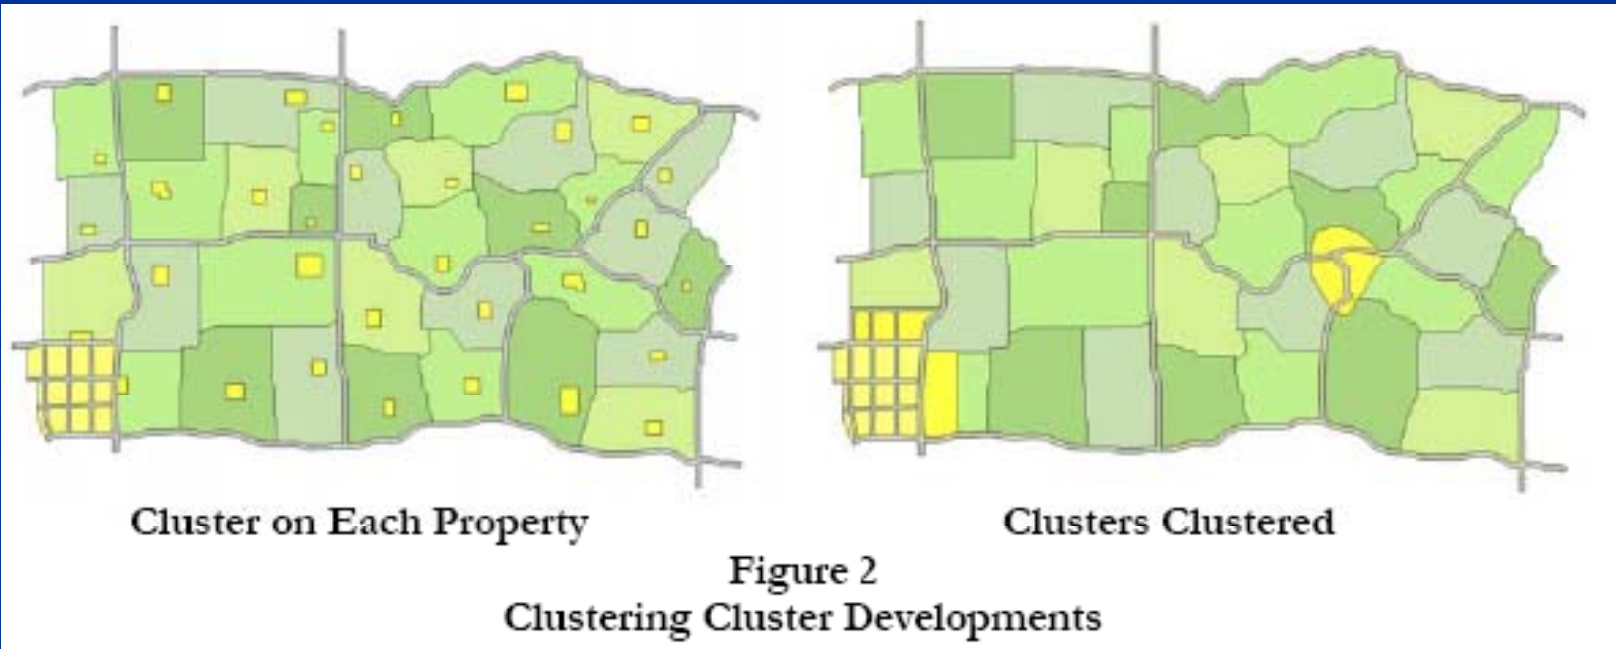 Cluster on Each Property
Clusters Clustered
Figure 2
Clustering Cluster Developments